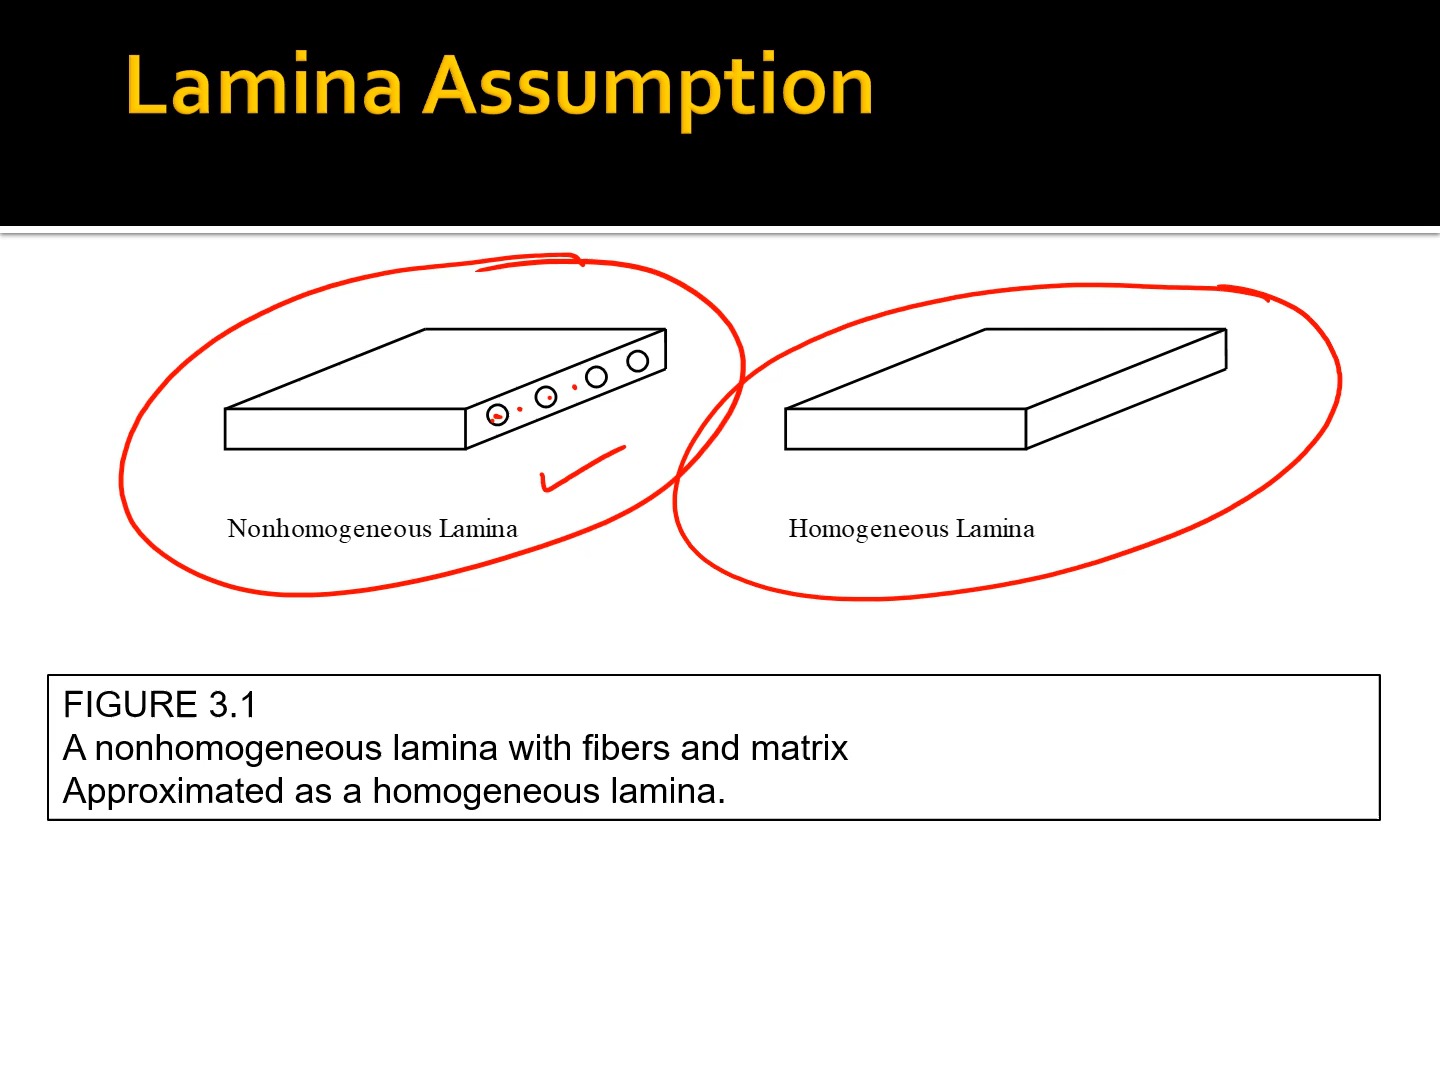 Lamina Assumption
Nonhomogeneous Lamina
Homogeneous Lamina
FIGURE 3.1
A nonhomogeneous lamina with fibers and matrix
Approximated as a homogeneous lamina.